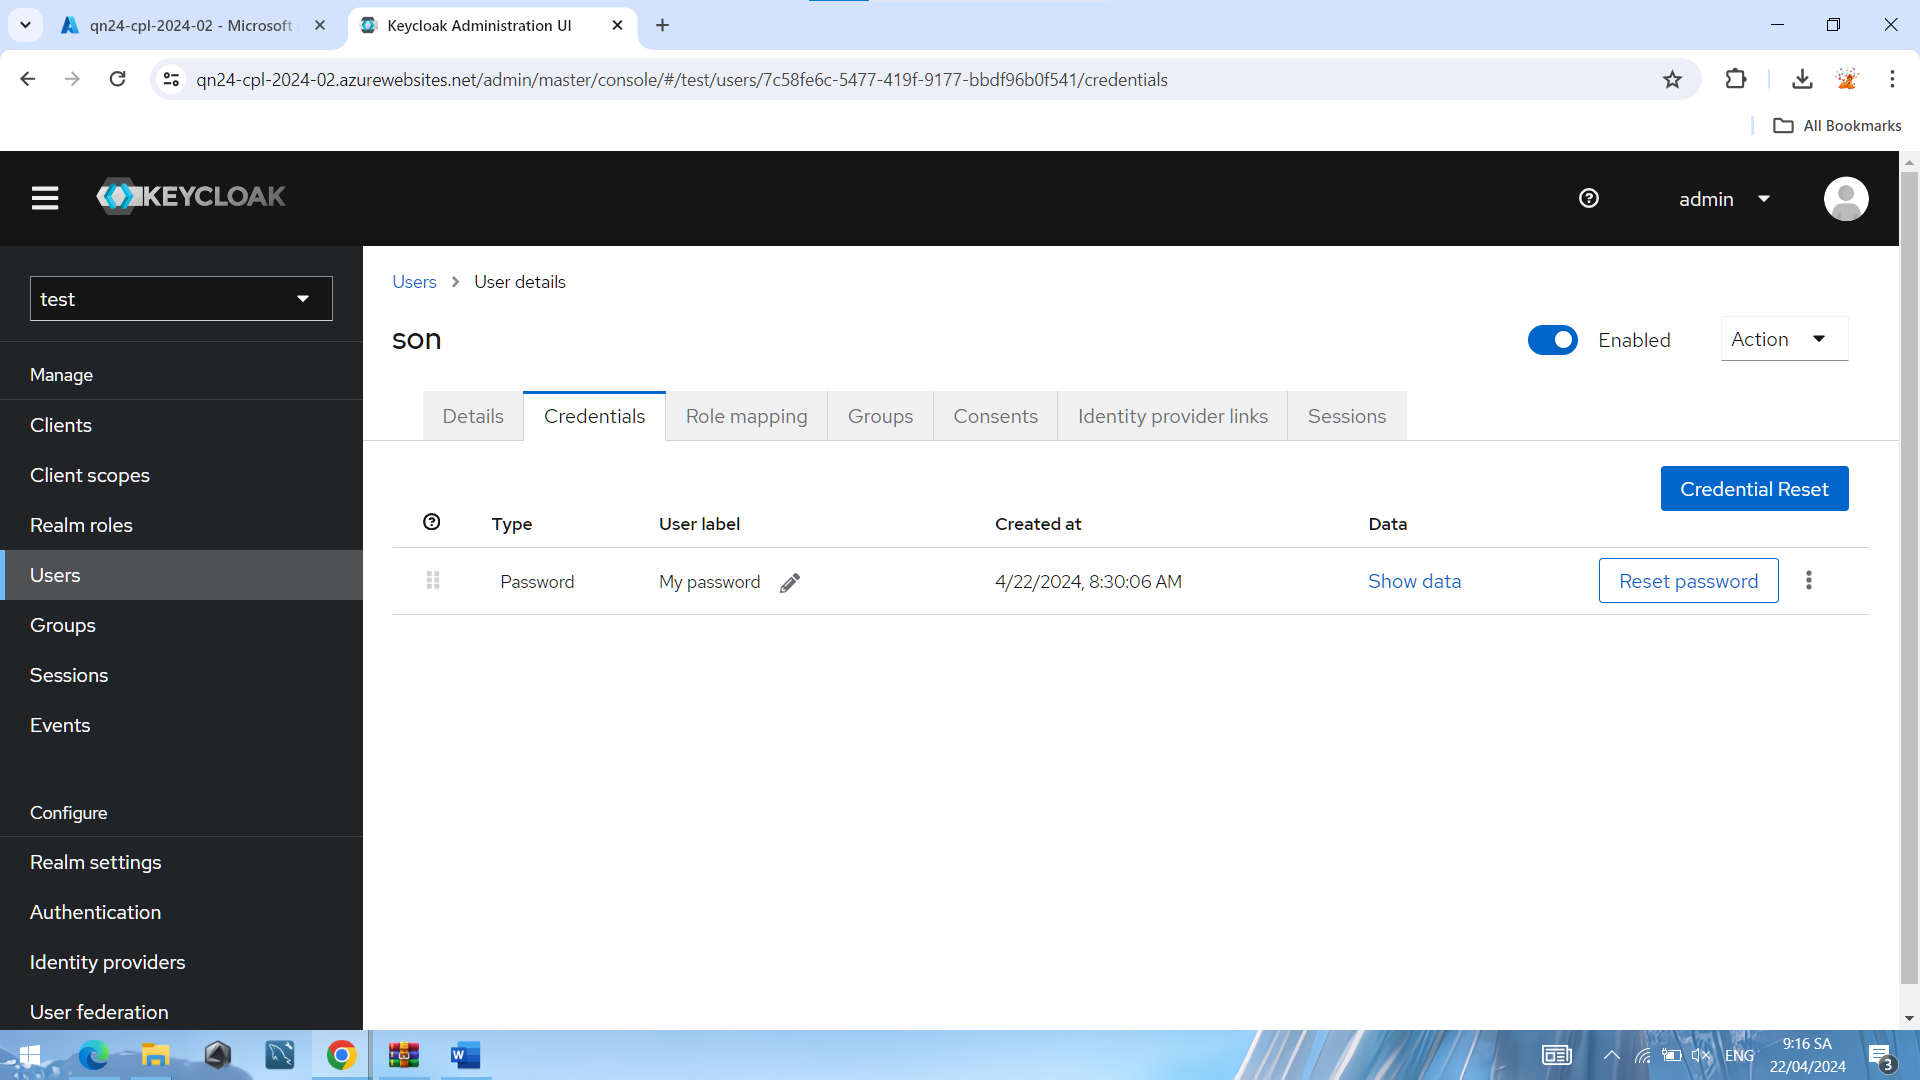 qn24-cpl-2024-02 - Microsoft
Keycloak Administration UI
qn24-cpl-2024-02.azurewebsites.net/admin/master/console/#/test/users/7c58fe6c-5477-419f-9177-bbdf96b0f541/credentials
All Bookmarks
KEYCLOAK
admin
test
Manage
Clients
Client scopes
Realm roles
Users
Groups
Sessions
Events
Configure
Realm settings
Authentication
Identity providers
User federation
Users > User details
son
Enabled
Action
Details Credentials Role mapping Groups Consents Identity provider links Sessions
Credential Reset
Type User label Created at Data
Password My password 4/22/2024, 8:30:06 AM Show data Reset password
ENG
9:16 SA
22/04/2024
3